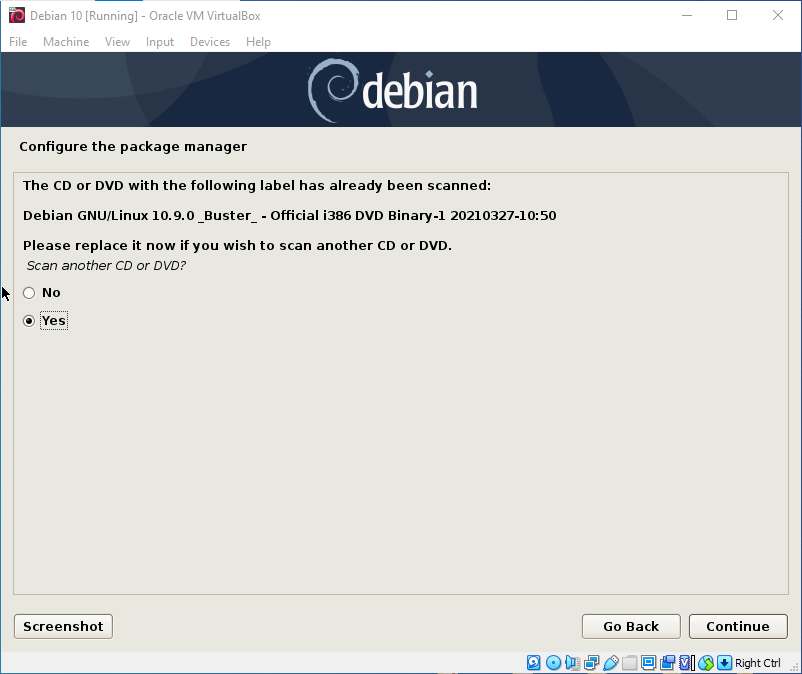 Debian 10 [Running] - Oracle VM VirtualBox
File Machine View Input Devices Help
debian
Configure the package manager
The CD or DVD with the following label has already been scanned:
Debian GNU/Linux 10.9.0 _Buster_ - Official i386 DVD Binary-1 20210327-10:50
Please replace it now if you wish to scan another CD or DVD.
Scan another CD or DVD?
No
Yes
Screenshot Go Back Continue
Right Ctrl